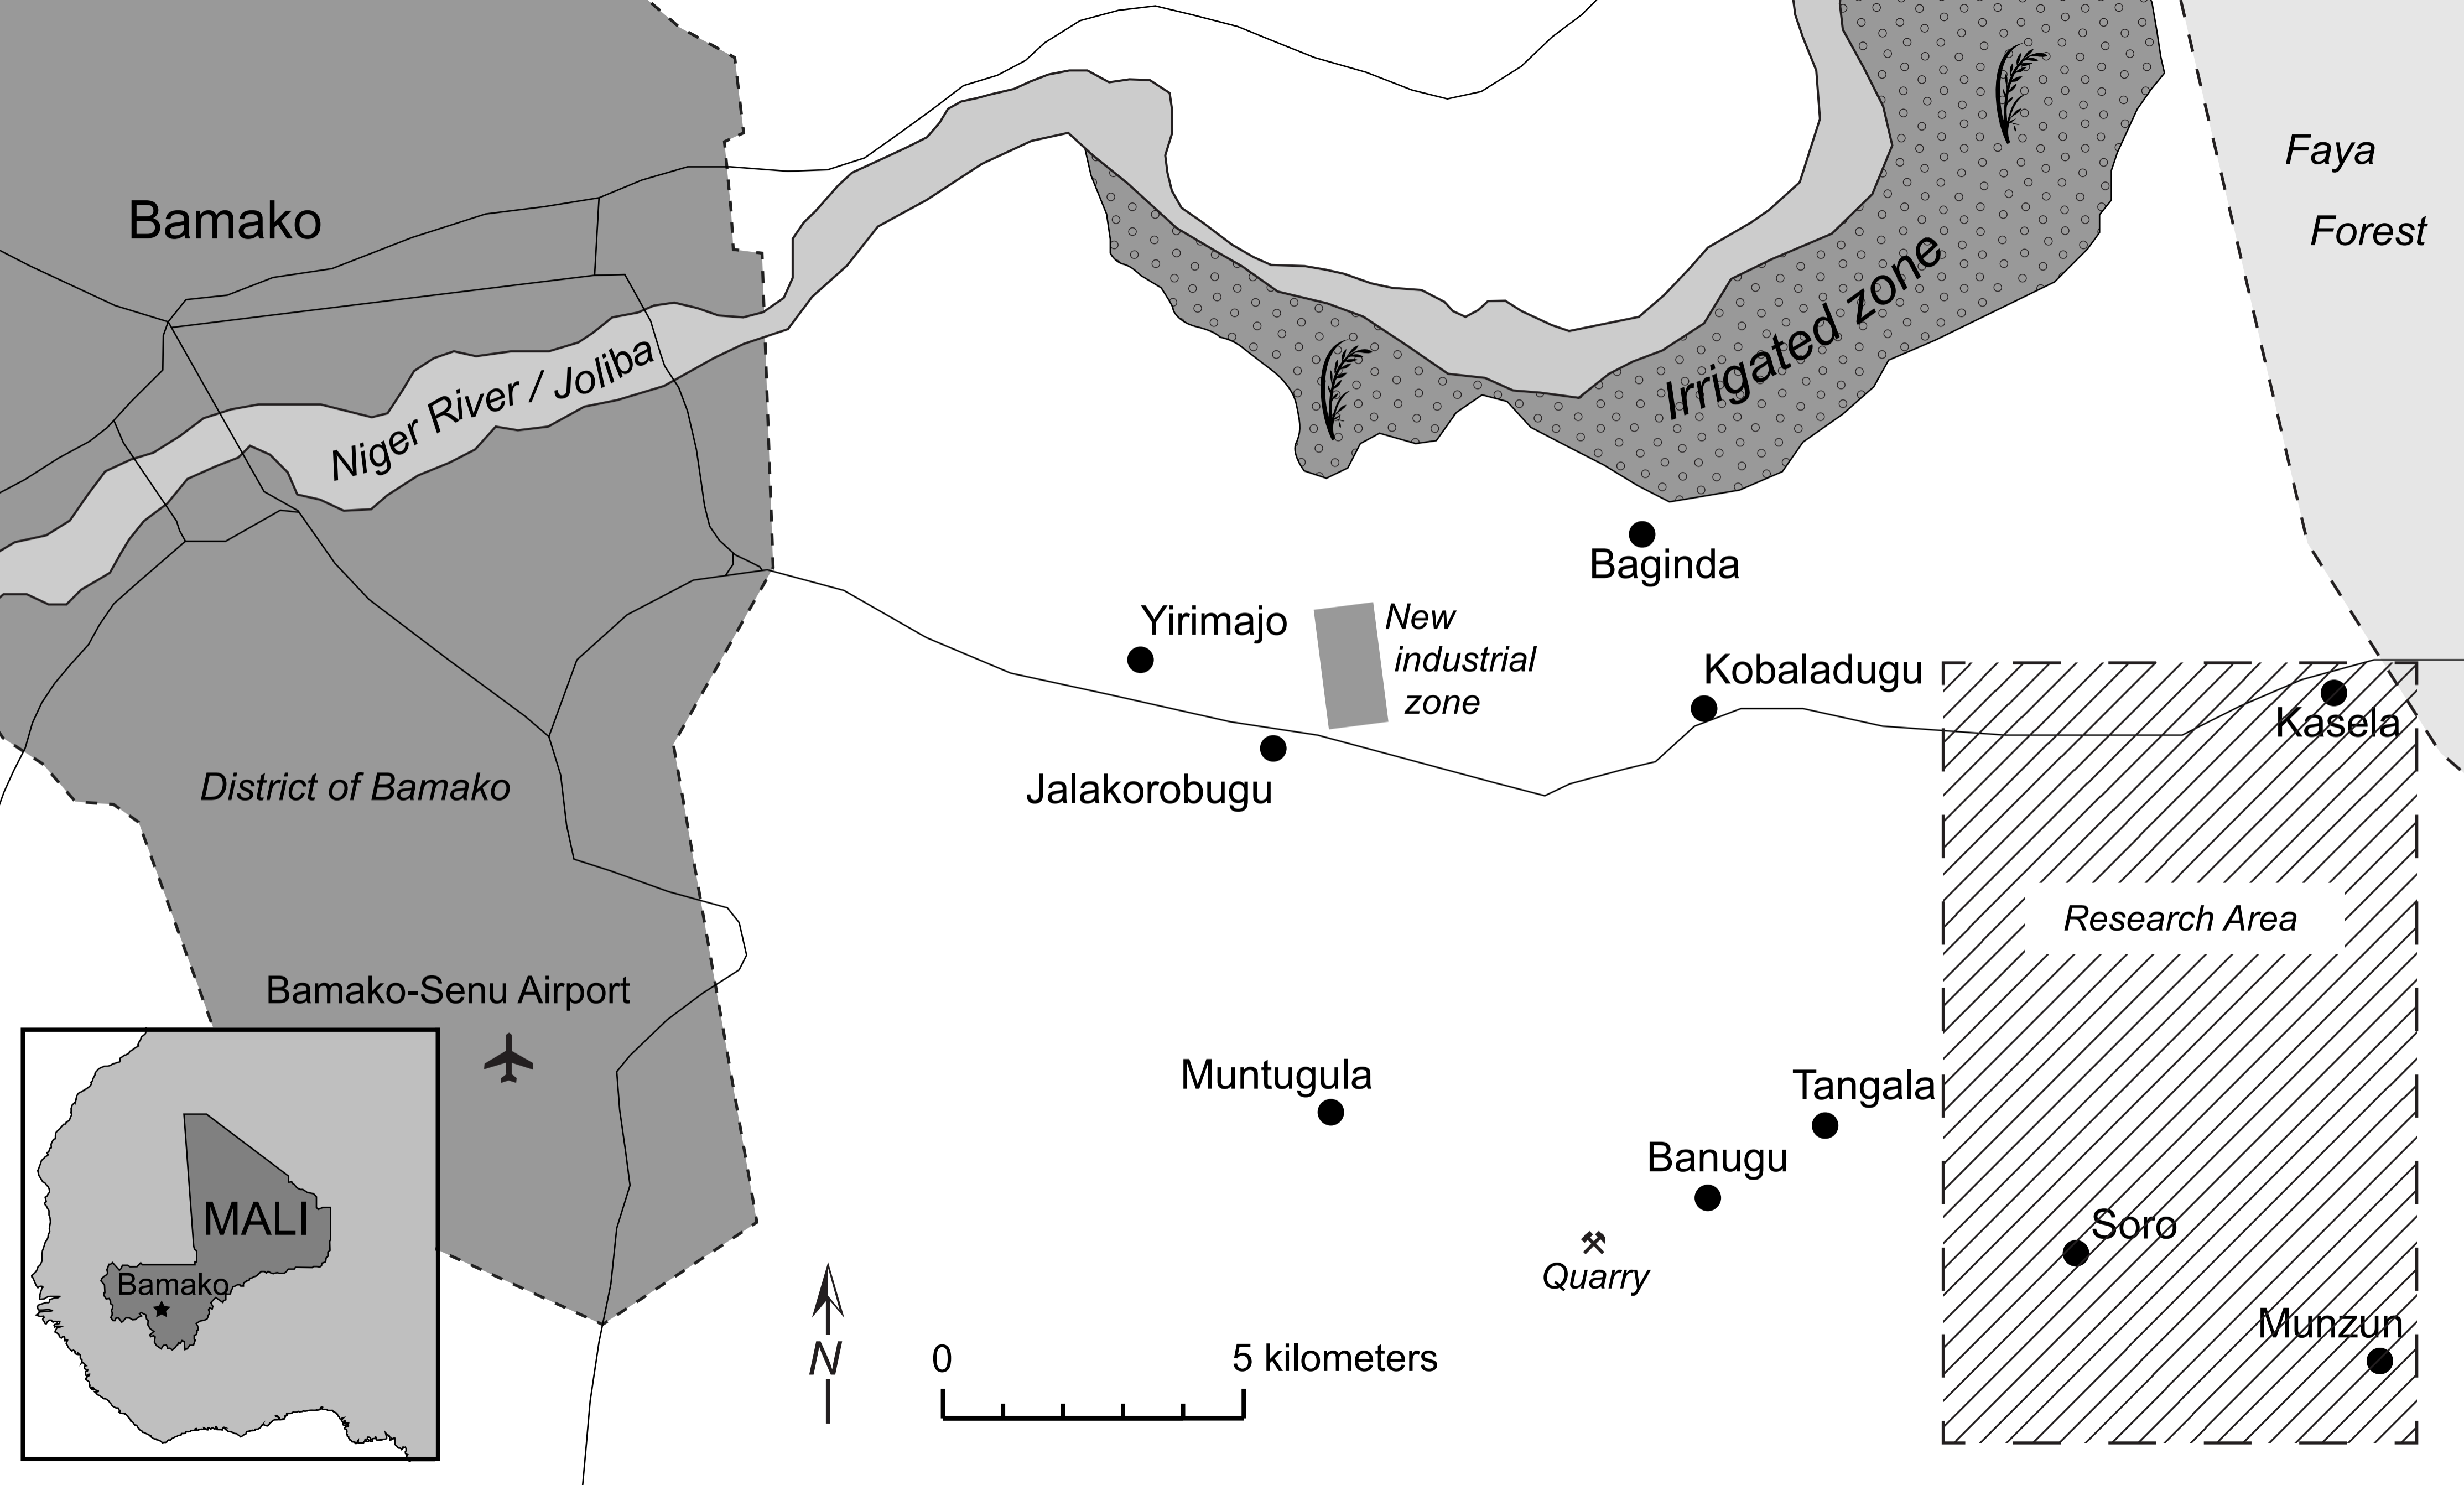 Faya
Forest
Bamako
Irrigated zone
Niger River / Joliba
Baginda
Yirimajo
New
industrial
zone
Kobaladugu
Kasela
District of Bamako
Jalakorobugu
Research Area
Bamako-Senu Airport
Muntugula
Tangala
Banugu
MALI
Bamako
Soro
Quarry
Munzun
N
0
5 kilometers